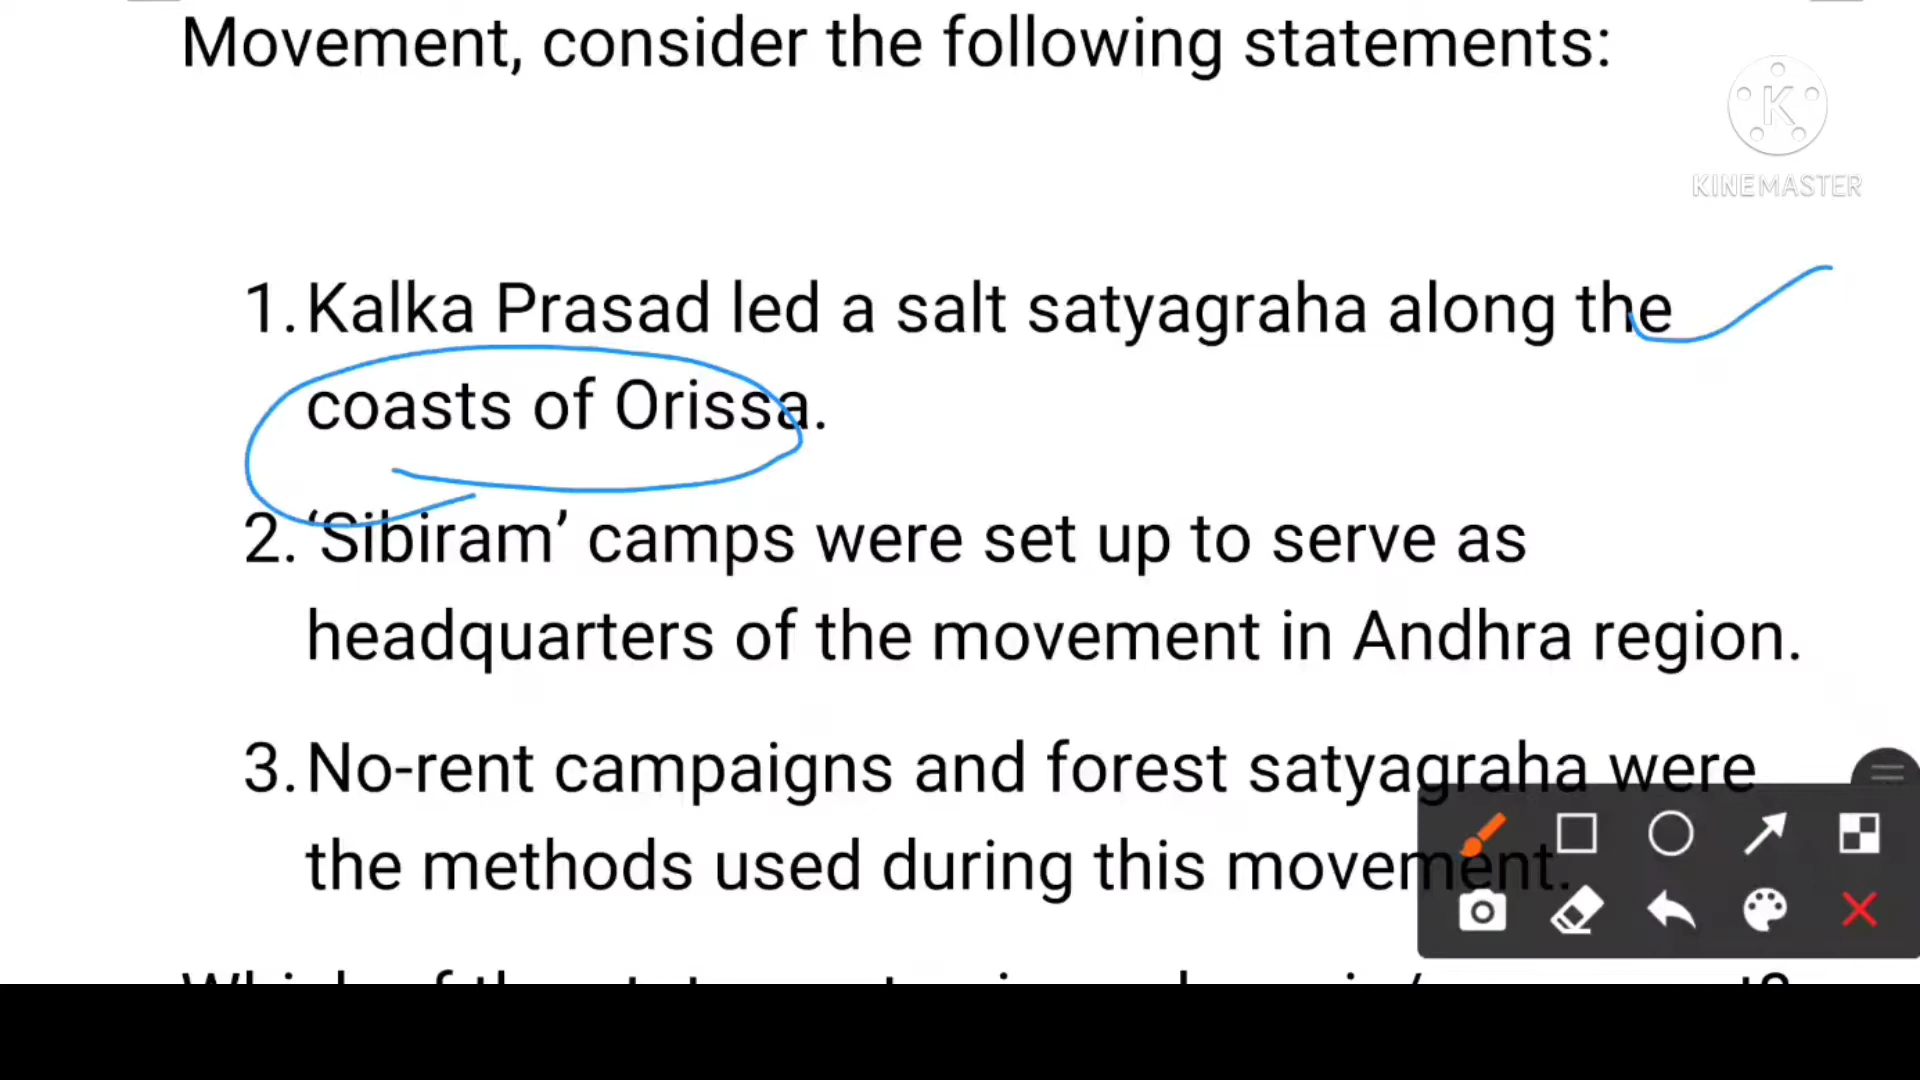 Movement, consider the following statements:
KINEMASTER
1. Kalka Prasad led a salt satyagraha along the
coasts of Orissa.
2. ‘Sibiram’ camps were set up to serve as
headquarters of the movement in Andhra region.
3. No-rent campaigns and forest satyagraha were
the methods used during this movement.